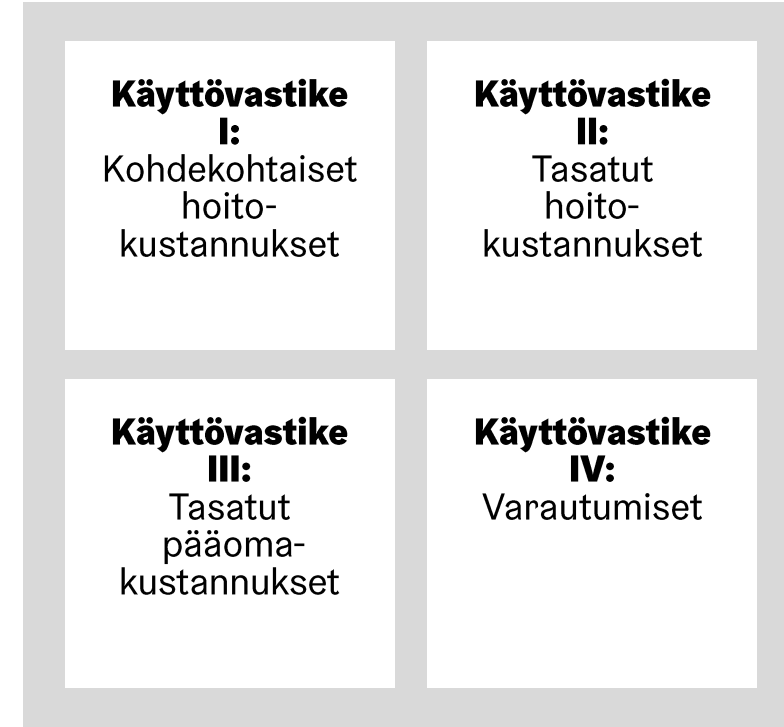 Käyttövastike
I:
Kohdekohtaiset
hoito-
kustannukset
Käyttövastike
II:
Tasatut
hoito-
kustannukset
Käyttövastike
III:
Tasatut
pääoma-
kustannukset
Käyttövastike
IV:
Varautumiset